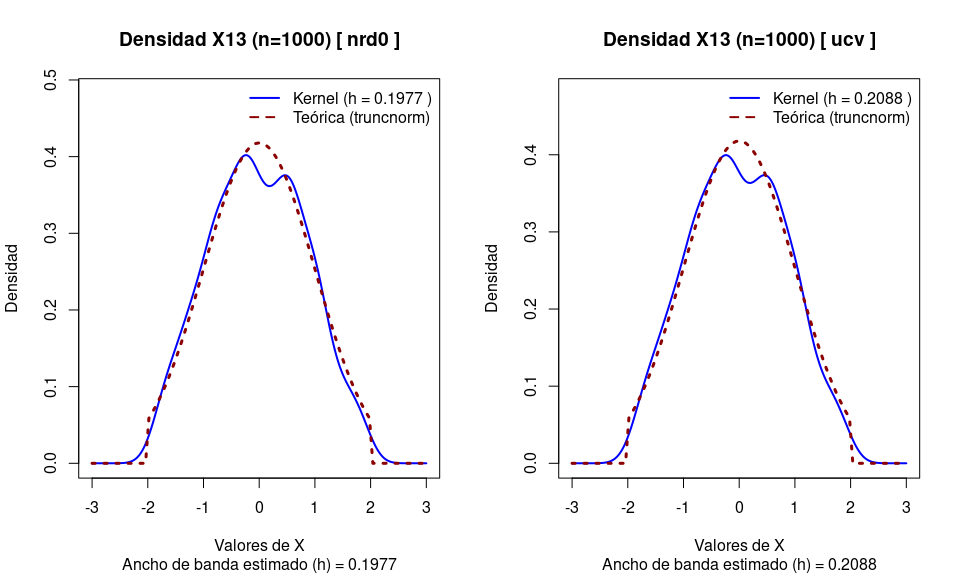 Densidad X13 (n=1000) [ nrd0 ]
Kernel (h = 0.1977 )
Teórica (truncnorm)
Densidad
0.5
0.4
0.3
0.2
0.1
0.0
-3 -2 -1 0 1 2 3
Valores de X
Ancho de banda estimado (h) = 0.1977
Densidad X13 (n=1000) [ ucv ]
Kernel (h = 0.2088 )
Teórica (truncnorm)
Densidad
0.4
0.3
0.2
0.1
0.0
-3 -2 -1 0 1 2 3
Valores de X
Ancho de banda estimado (h) = 0.2088